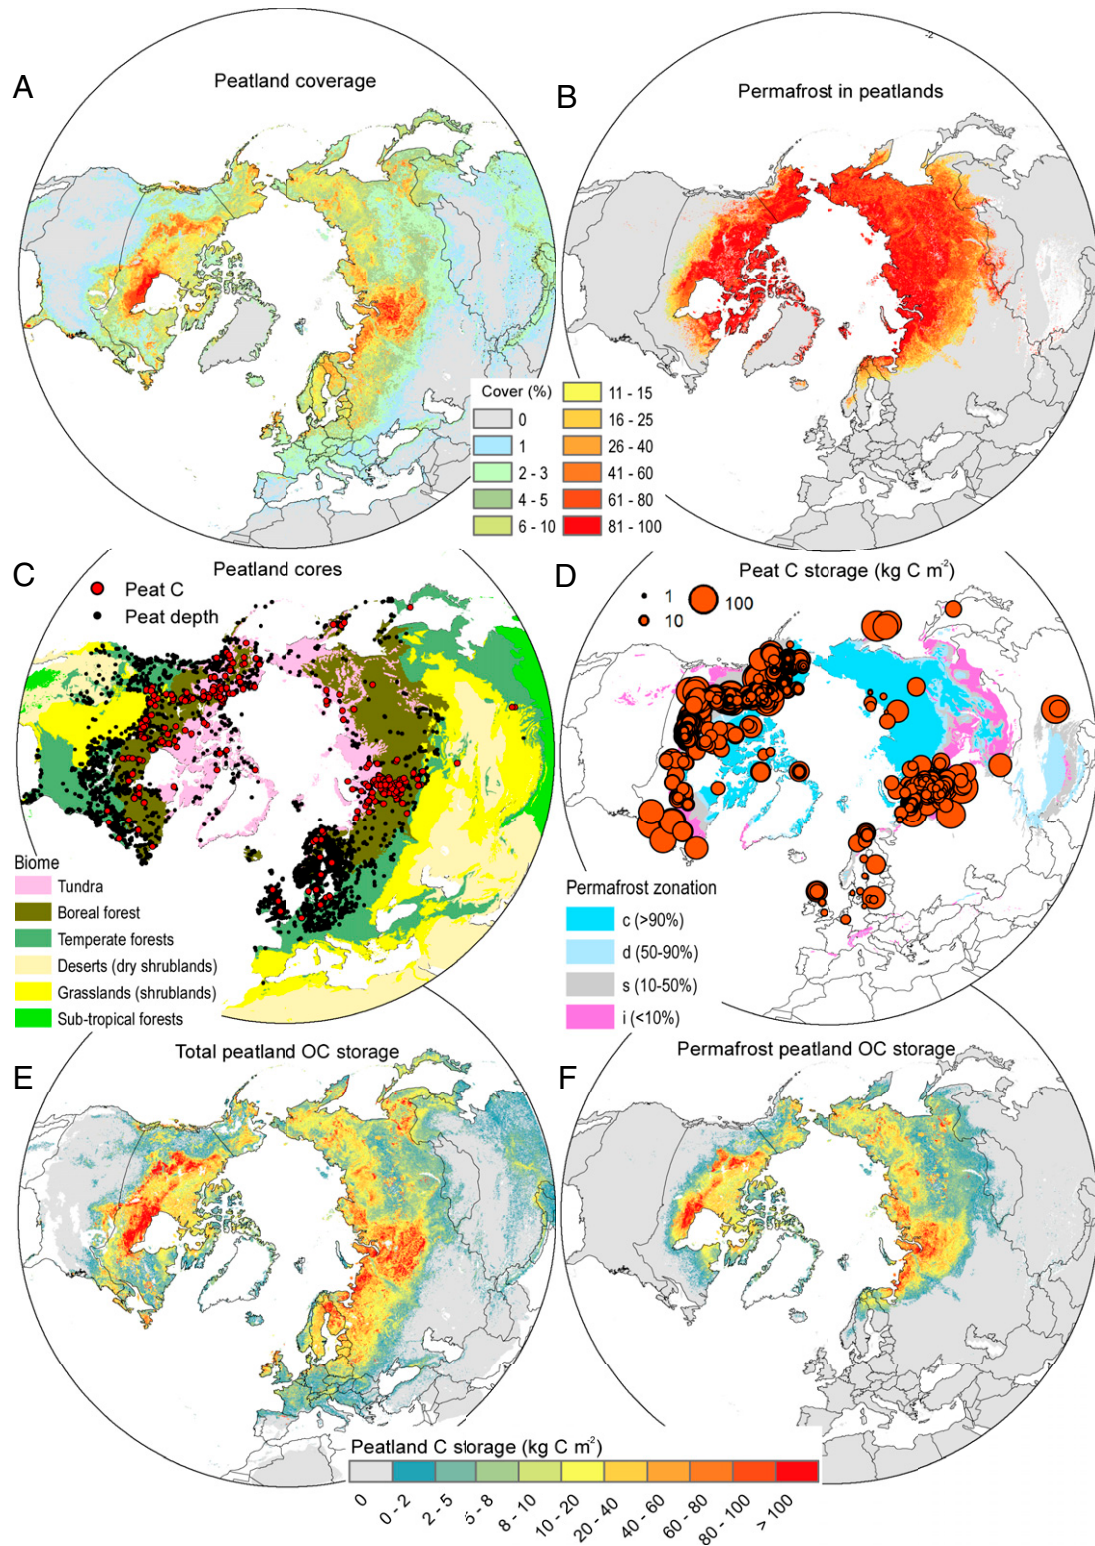 -2
A
Peatland coverage
B
Permafrost in peatlands
Cover (%)
0
1
2 - 3
4 - 5
6 - 10
11 - 15
16 - 25
26 - 40
41 - 60
61 - 80
81 - 100
C
Peatland cores
Peat C
Peat depth
Biome
Tundra
Boreal forest
Temperate forests
Deserts (dry shrublands)
Grasslands (shrublands)
Sub-tropical forests
D
Peat C storage (kg C m²)
1
10
100
Permafrost zonation
c (>90%)
d (50-90%)
s (10-50%)
i (<10%)
E
Total peatland OC storage
F
Permafrost peatland OC storage
Peatland C storage (kg C m²)
0
0 - 2
2 - 5
5 - 8
8 - 10
10 - 20
20 - 40
40 - 60
60 - 80
80 - 100
> 100